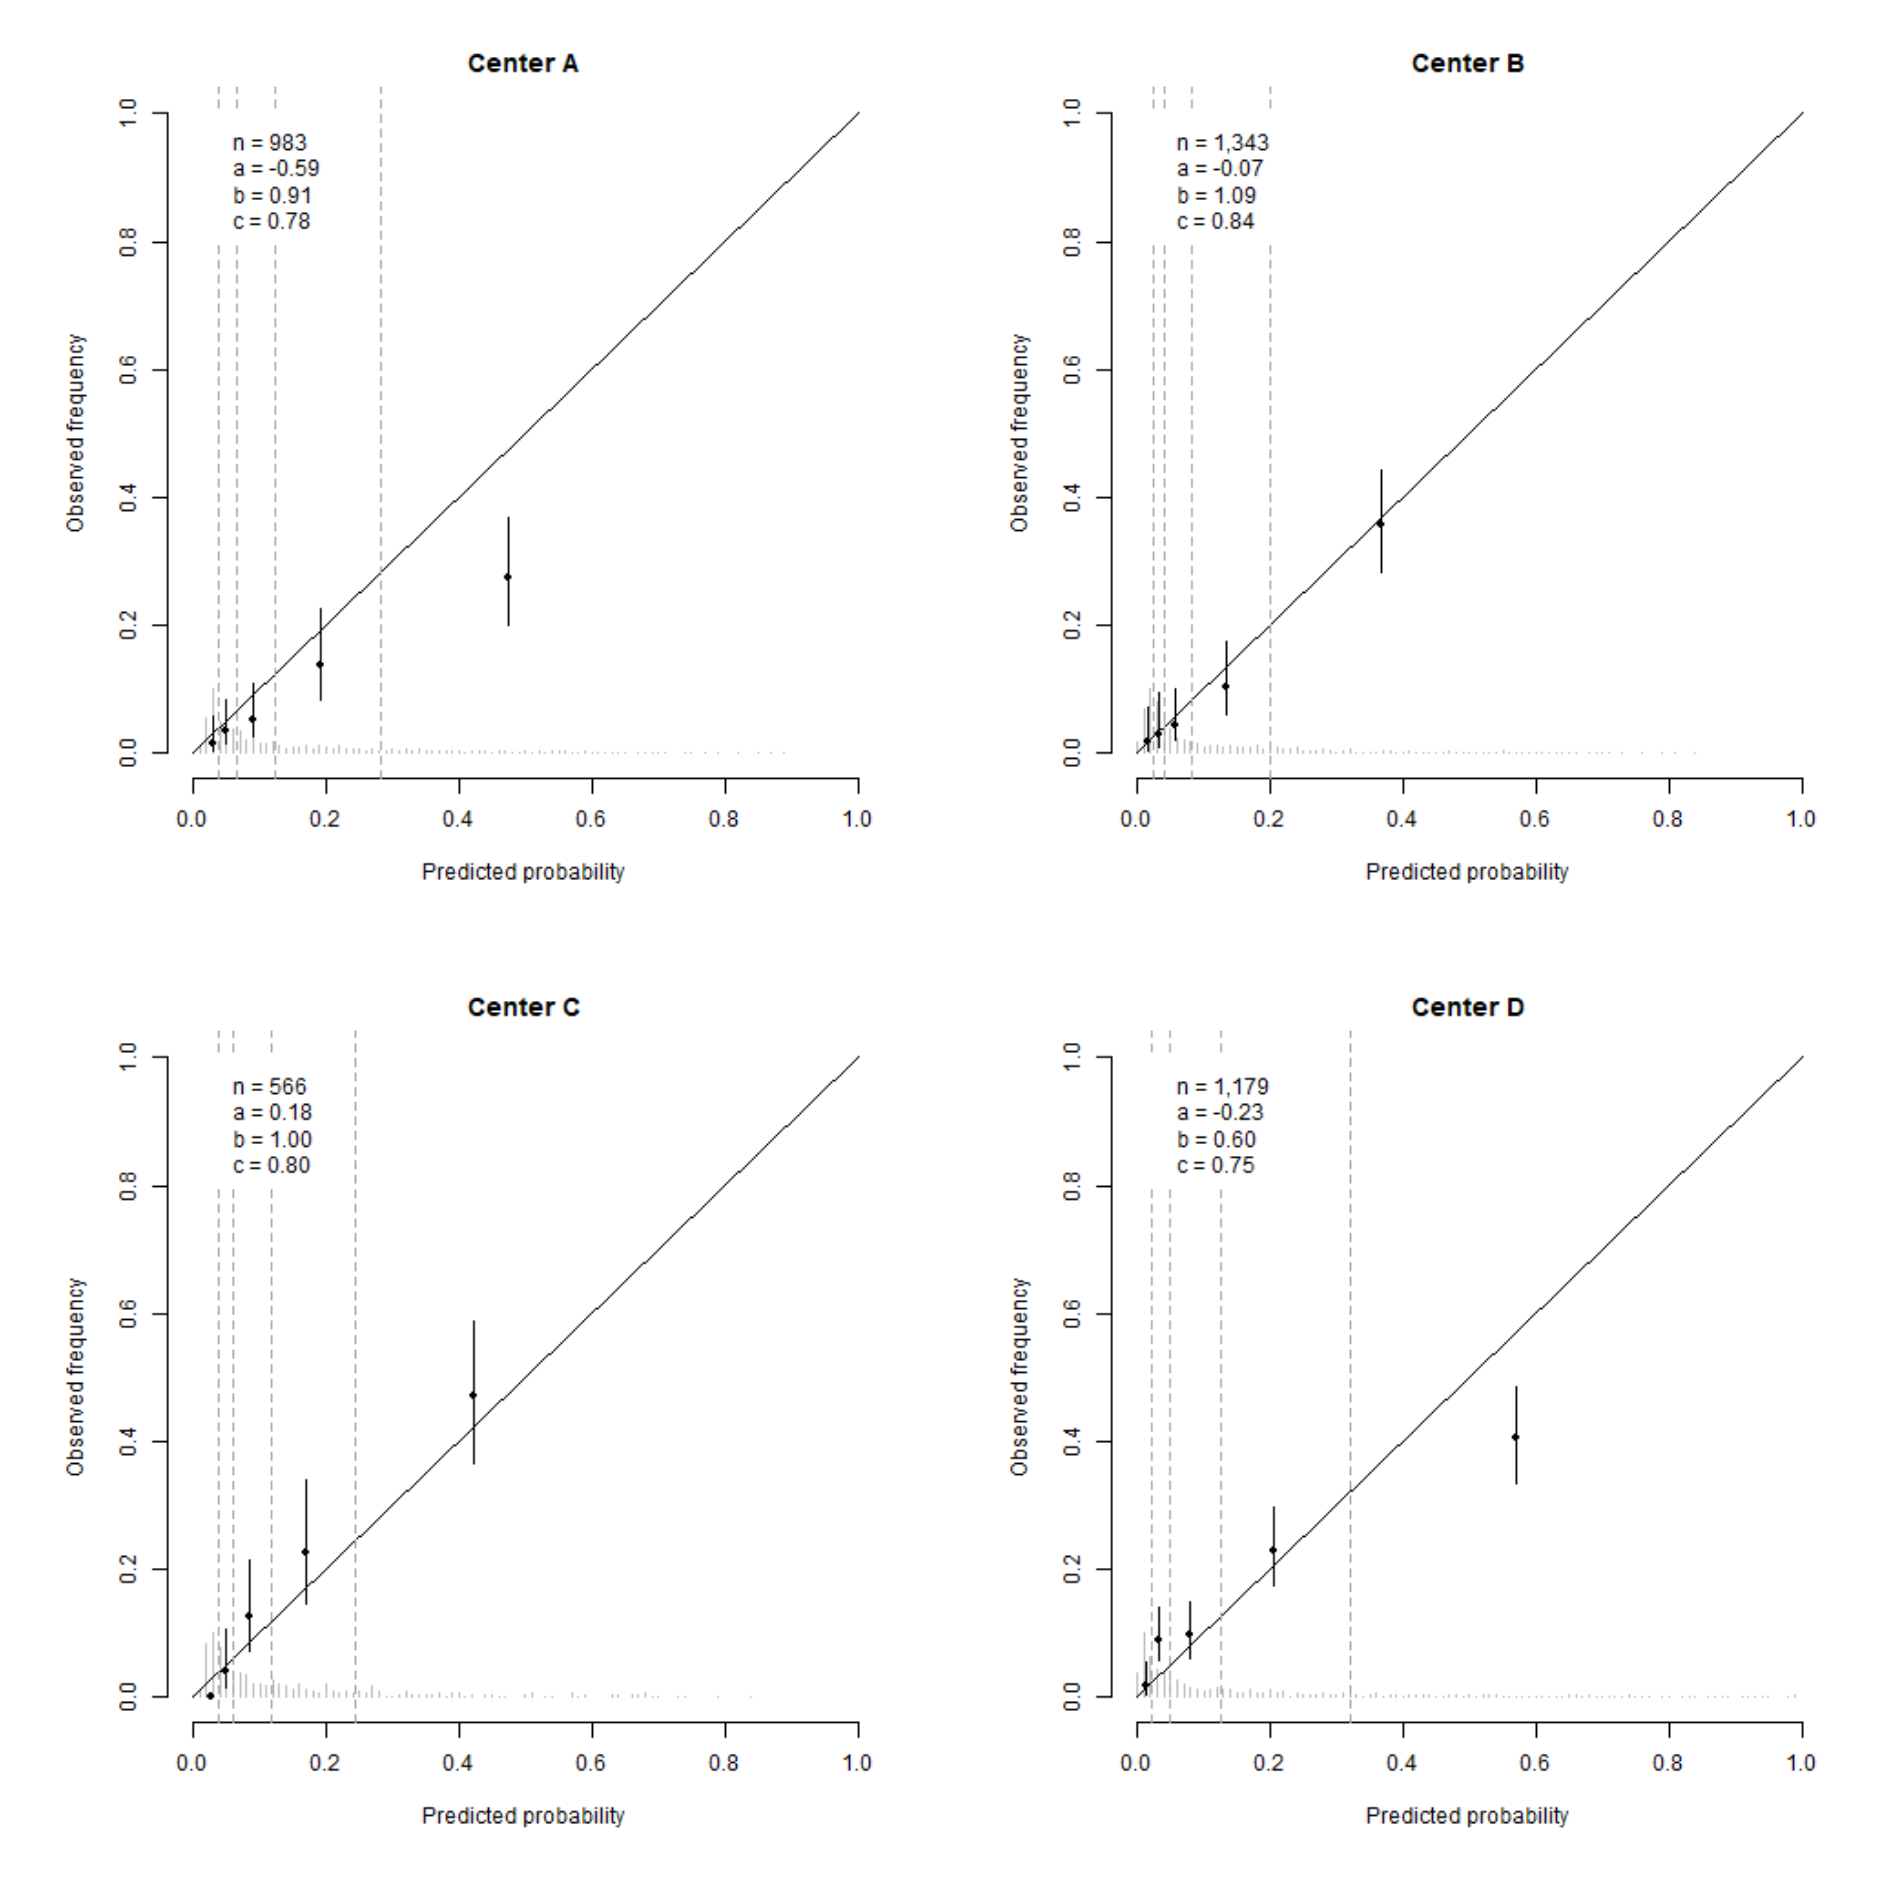 Center A
n = 983
a = -0.59
b = 0.91
c = 0.78
1.0
0.8
0.6
0.4
0.2
0.0
Observed frequency
0.0 0.2 0.4 0.6 0.8 1.0
Predicted probability
Center B
n = 1,343
a = -0.07
b = 1.09
c = 0.84
1.0
0.8
0.6
0.4
0.2
0.0
Observed frequency
0.0 0.2 0.4 0.6 0.8 1.0
Predicted probability
Center C
n = 566
a = 0.18
b = 1.00
c = 0.80
1.0
0.8
0.6
0.4
0.2
0.0
Observed frequency
0.0 0.2 0.4 0.6 0.8 1.0
Predicted probability
Center D
n = 1,179
a = -0.23
b = 0.60
c = 0.75
1.0
0.8
0.6
0.4
0.2
0.0
Observed frequency
0.0 0.2 0.4 0.6 0.8 1.0
Predicted probability